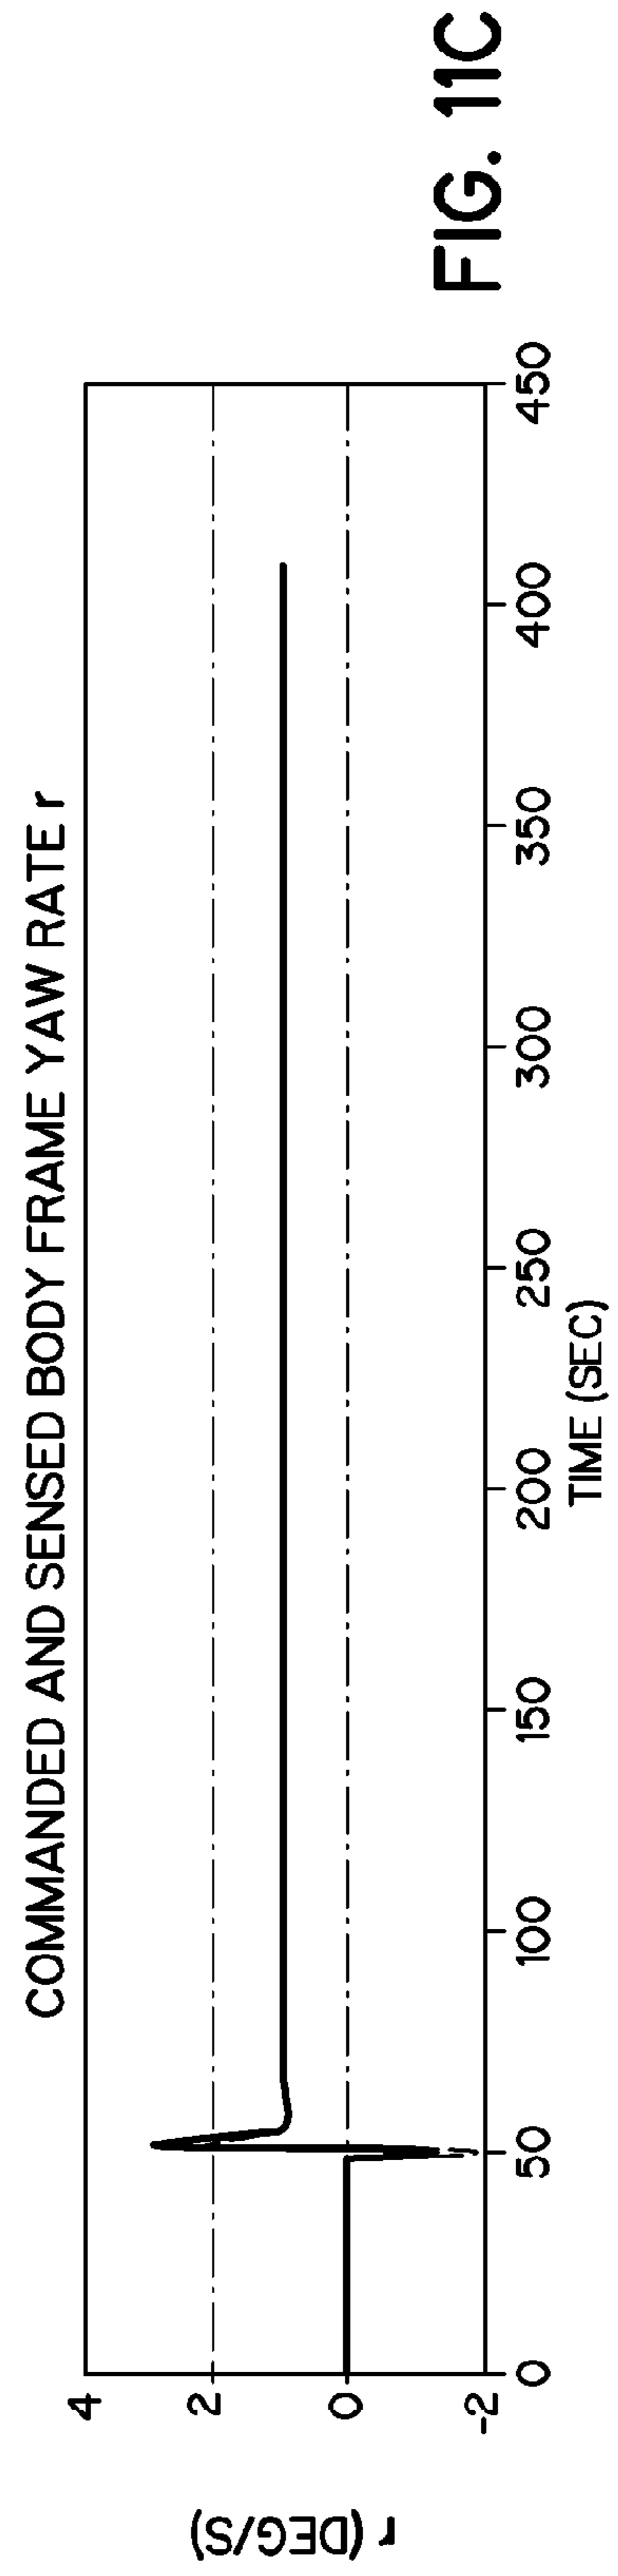 COMMANDED AND SENSED BODY FRAME YAW RATE r
r (DEG/S)
4
2
0
-2
0 50 100 150 200 250 300 350 400 450
TIME (SEC)
FIG. 11C